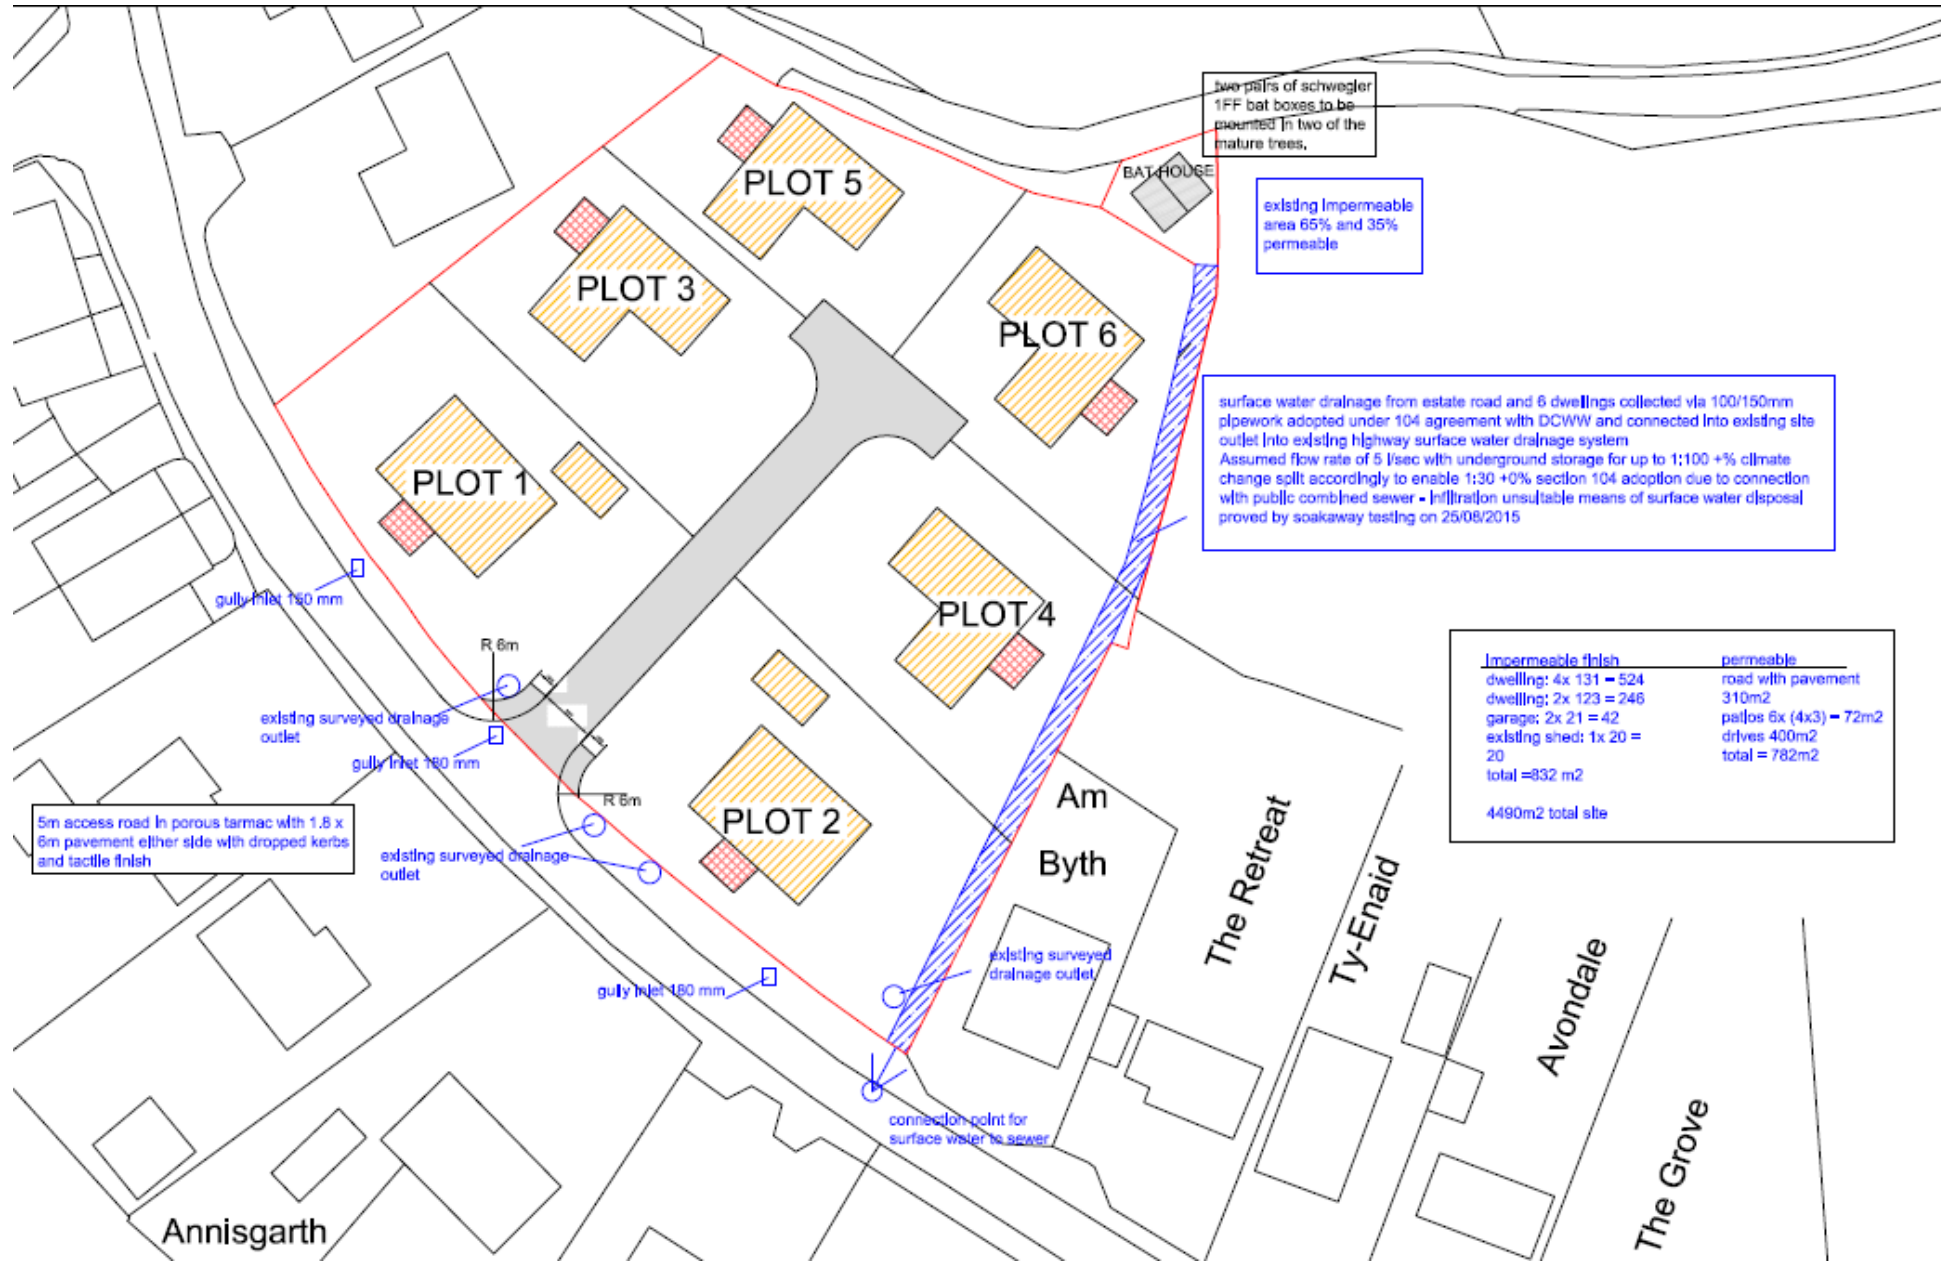 two pairs of schwegler
1FF bat boxes to be
mounted in two of the
mature trees,
BAT HOUSE
existing impermeable
area 65% and 35%
permeable
PLOT 5
PLOT 3
PLOT 6
PLOT 1
PLOT 4
PLOT 2
surface water drainage from estate road and 6 dwellings collected via 100/150mm
pipework adopted under 104 agreement with DCWW and connected into existing site
outlet into existing highway surface water drainage system
Assumed flow rate of 5 l/sec with underground storage for up to 1:100 +% climate
change split accordingly to enable 1:30 +0% section 104 adoption due to connection
with public combined sewer - infiltration unsuitable means of surface water disposal
proved by soakaway testing on 25/08/2015
gully inlet 150 mm
R 6m
existing surveyed drainage
outlet
gully inlet 180 mm
R 6m
5m access road in porous tarmac with 1.8 x
6m pavement either side with dropped kerbs
and tactile finish
existing surveyed drainage
outlet
gully inlet 180 mm
existing surveyed
drainage outlet
connection point for
surface water to sewer
impermeable finish
dwelling: 4x 131 = 524
dwelling: 2x 123 = 246
garage: 2x 21 = 42
existing shed: 1x 20 =
20
total =832 m2
4490m2 total site
permeable
road with pavement
310m2
patios 6x (4x3) = 72m2
drives 400m2
total = 782m2
Am
Byth
The Retreat
Ty-Enaid
Avondale
The Grove
Annisgarth